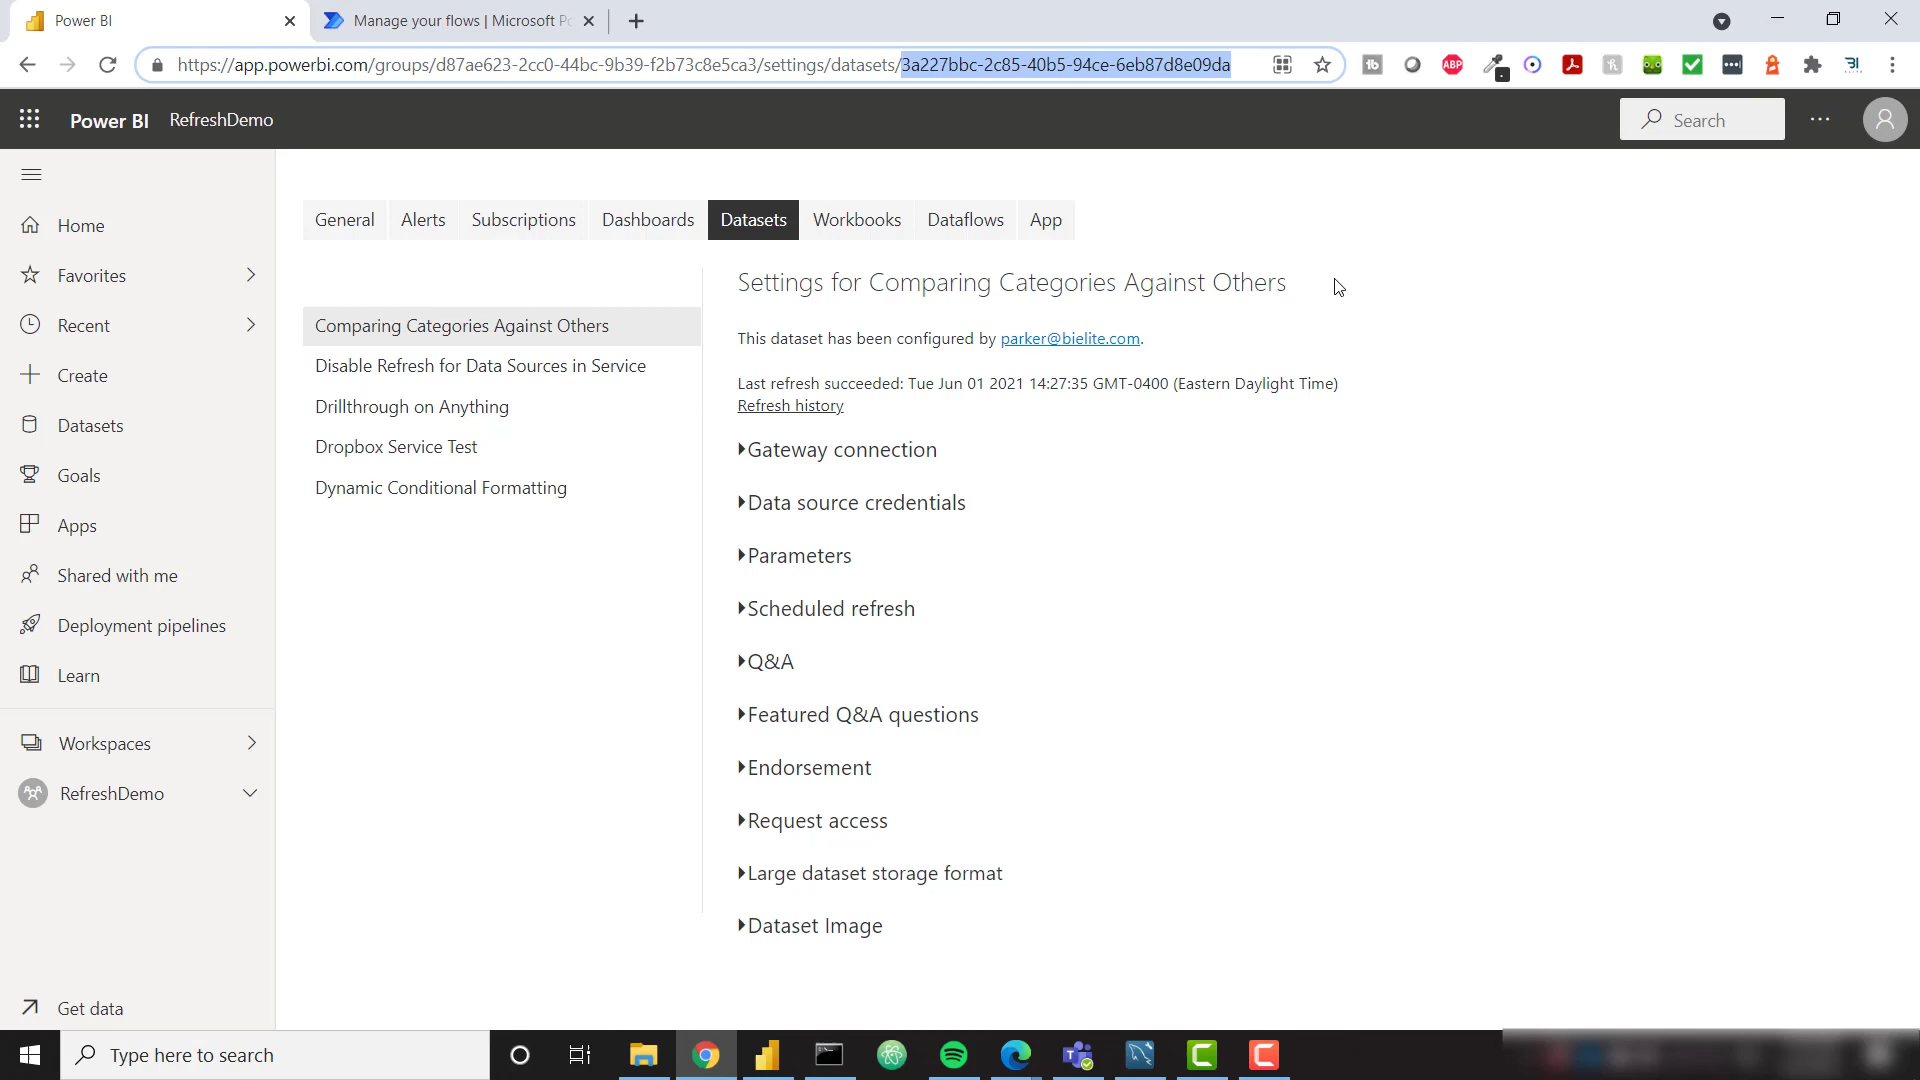 Power BI
Manage your flows | Microsoft Po
https://app.powerbi.com/groups/d87ae623-2cc0-44bc-9b39-f2b73c8e5ca3/settings/datasets/3a227bbc-2c85-40b5-94ce-6eb87d8e09da
ABP
Power BI RefreshDemo
Search
General
Alerts
Subscriptions
Dashboards
Datasets
Workbooks
Dataflows
App
Home
Favorites
Recent
Create
Datasets
Goals
Apps
Shared with me
Deployment pipelines
Learn
Workspaces
RefreshDemo
Get data
Comparing Categories Against Others
Disable Refresh for Data Sources in Service
Drillthrough on Anything
Dropbox Service Test
Dynamic Conditional Formatting
Settings for Comparing Categories Against Others
This dataset has been configured by parker@bielite.com.
Last refresh succeeded: Tue Jun 01 2021 14:27:35 GMT-0400 (Eastern Daylight Time)
Refresh history
Gateway connection
Data source credentials
Parameters
Scheduled refresh
Q&A
Featured Q&A questions
Endorsement
Request access
Large dataset storage format
Dataset Image
Type here to search